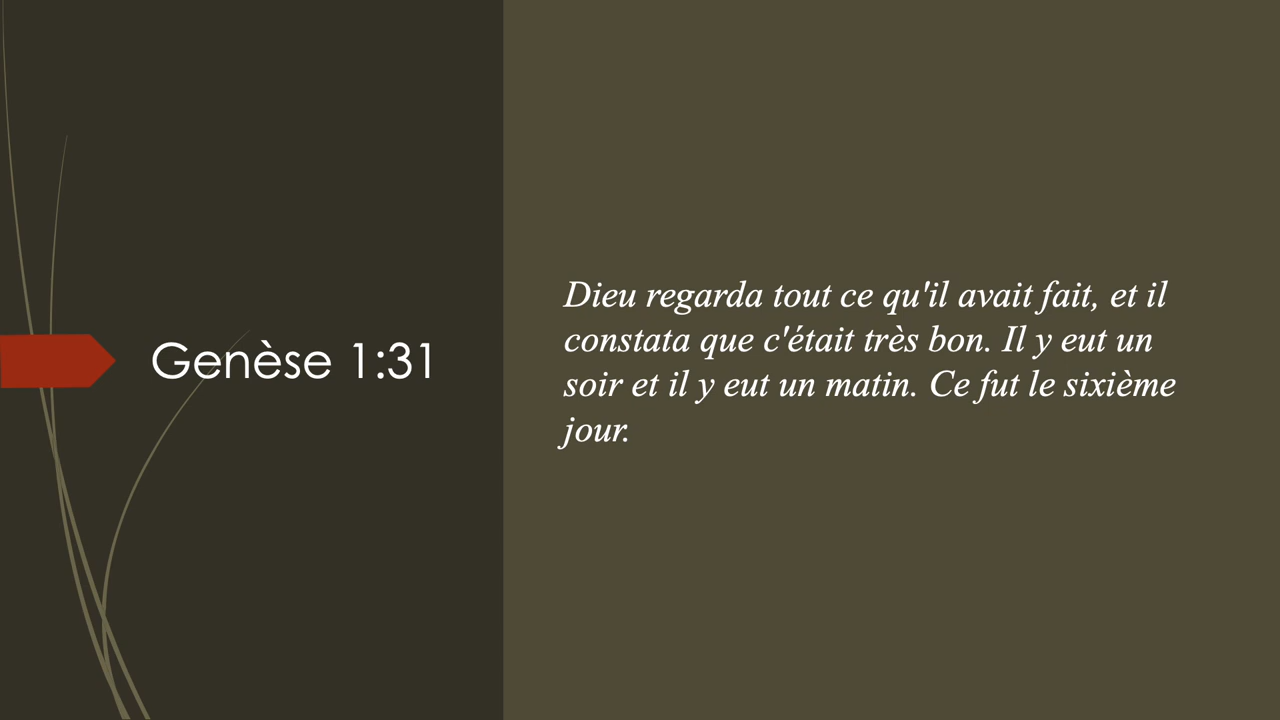 Genèse 1:31
Dieu regarda tout ce qu'il avait fait, et il
constata que c'était très bon. Il y eut un
soir et il y eut un matin. Ce fut le sixième
jour.